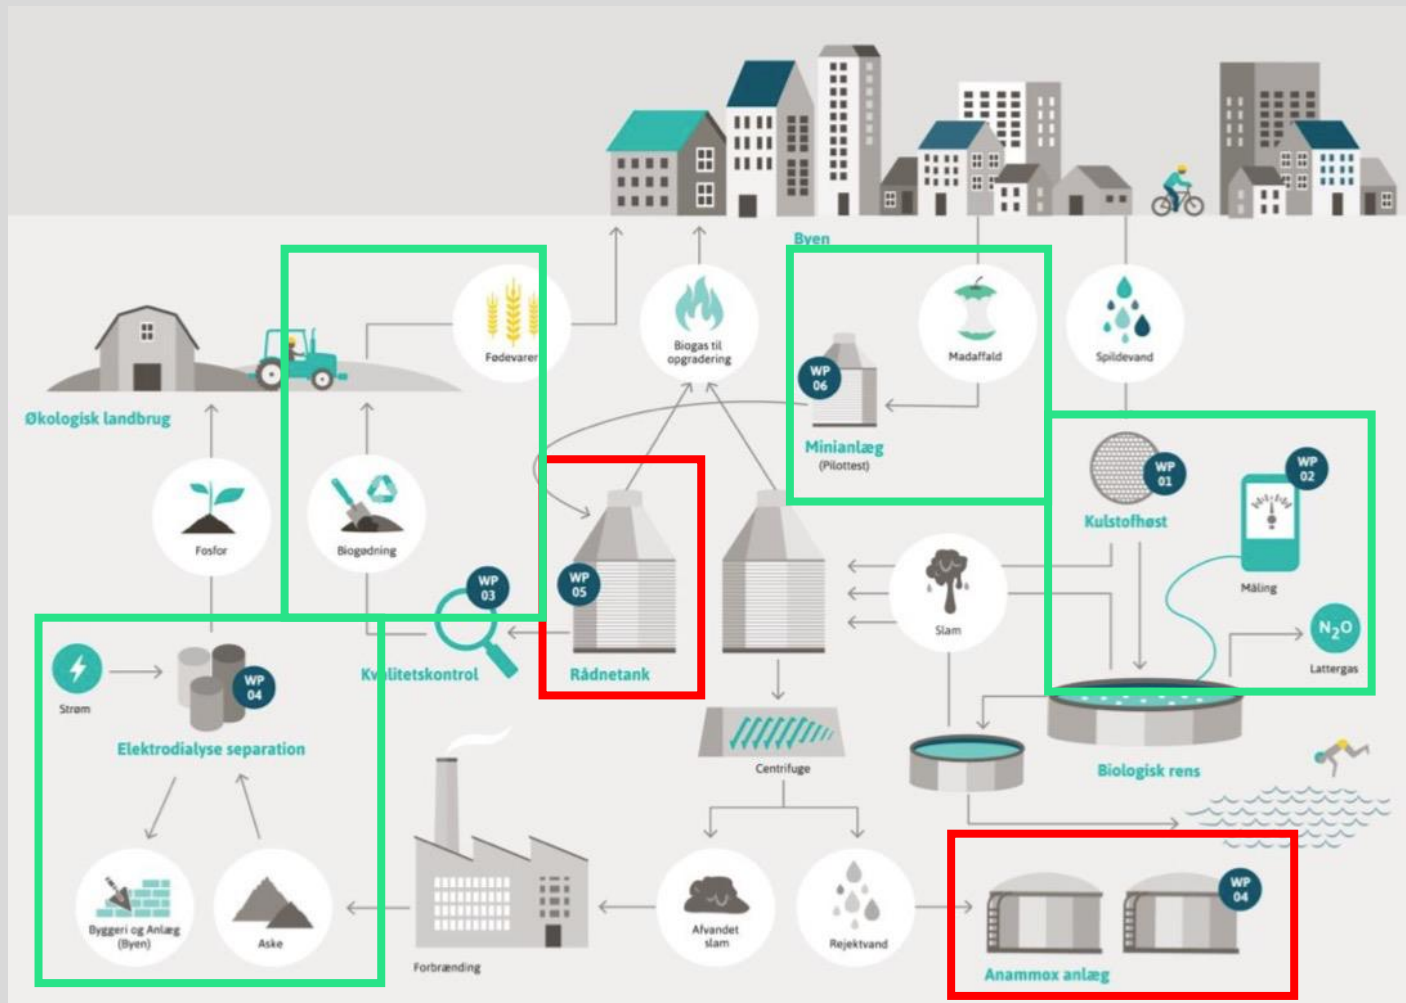 Byen
Fødevarer
Biogas til
opgradering
WP
06
Madaffald
Spildevand
Økologisk landbrug
Minianlæg
(Pilottest)
WP
01
WP
02
Kulstofhøst
Fosfor
Biogødning
WP
03
WP
05
Slam
Måling
N₂O
Lattergas
Strøm
WP
04
Kvalitetskontrol
Rådnetank
Elektrodialyse separation
Centrifuge
Biologisk rens
Byggeri og Anlæg
(Byen)
Aske
Forbrænding
Afvandet
slam
Rejektvand
WP
04
Anammox anlæg